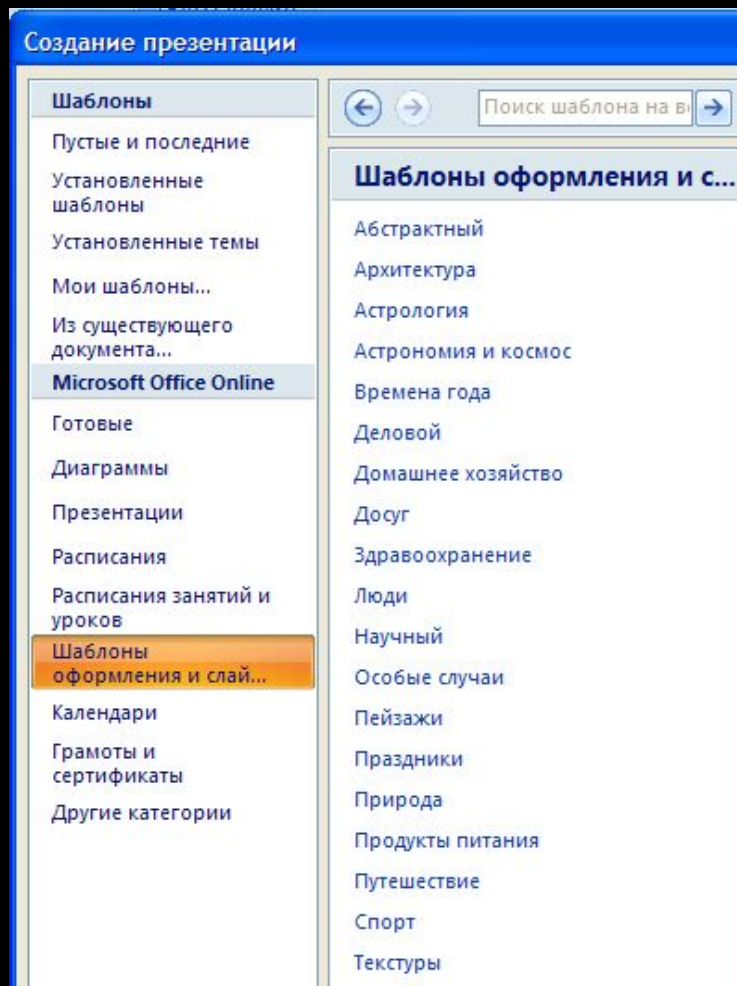 Создание презентации
Шаблоны
Пустые и последние
Установленные
шаблоны
Установленные темы
Мои шаблоны...
Из существующего
документа...
Microsoft Office Online
Готовые
Диаграммы
Презентации
Расписания
Расписания занятий и
уроков
Шаблоны
оформления и слай...
Календари
Грамоты и
сертификаты
Другие категории
Поиск шаблона на в
Шаблоны оформления и с...
Абстрактный
Архитектура
Астрология
Астрономия и космос
Времена года
Деловой
Домашнее хозяйство
Досуг
Здравоохранение
Люди
Научный
Особые случаи
Пейзажи
Праздники
Природа
Продукты питания
Путешествие
Спорт
Текстуры